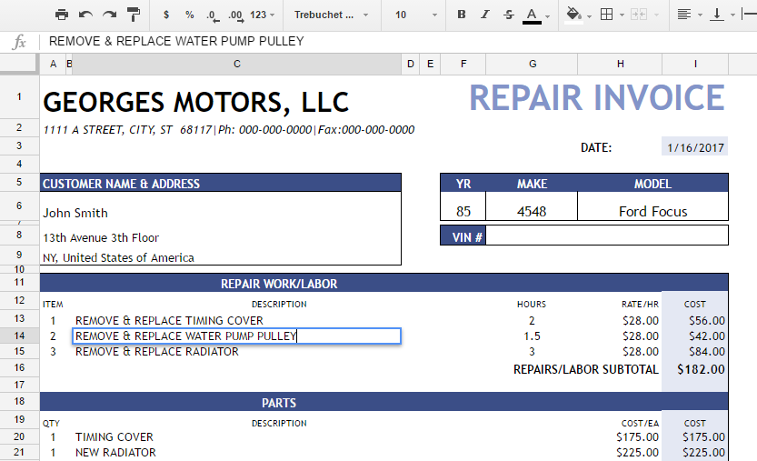 $ % .0 .00 123 Trebuchet ... 10 B I S A
fx REMOVE & REPLACE WATER PUMP PULLEY
A B C D E F G H I
1 GEORGES MOTORS, LLC REPAIR INVOICE
2 1111 A STREET, CITY, ST 68117|Ph: 000-000-0000|Fax:000-000-0000
3 DATE: 1/16/2017
4
5 CUSTOMER NAME & ADDRESS YR MAKE MODEL
6 John Smith 85 4548 Ford Focus
7
8 13th Avenue 3th Floor VIN #
9 NY, United States of America
10
11 REPAIR WORK/LABOR
12 ITEM DESCRIPTION HOURS RATE/HR COST
13 1 REMOVE & REPLACE TIMING COVER 2 $28.00 $56.00
14 2 REMOVE & REPLACE WATER PUMP PULLEY 1.5 $28.00 $42.00
15 3 REMOVE & REPLACE RADIATOR 3 $28.00 $84.00
16 REPAIRS/LABOR SUBTOTAL $182.00
17
18 PARTS
19 QTY DESCRIPTION COST/EA COST
20 1 TIMING COVER $175.00 $175.00
21 1 NEW RADIATOR $225.00 $225.00